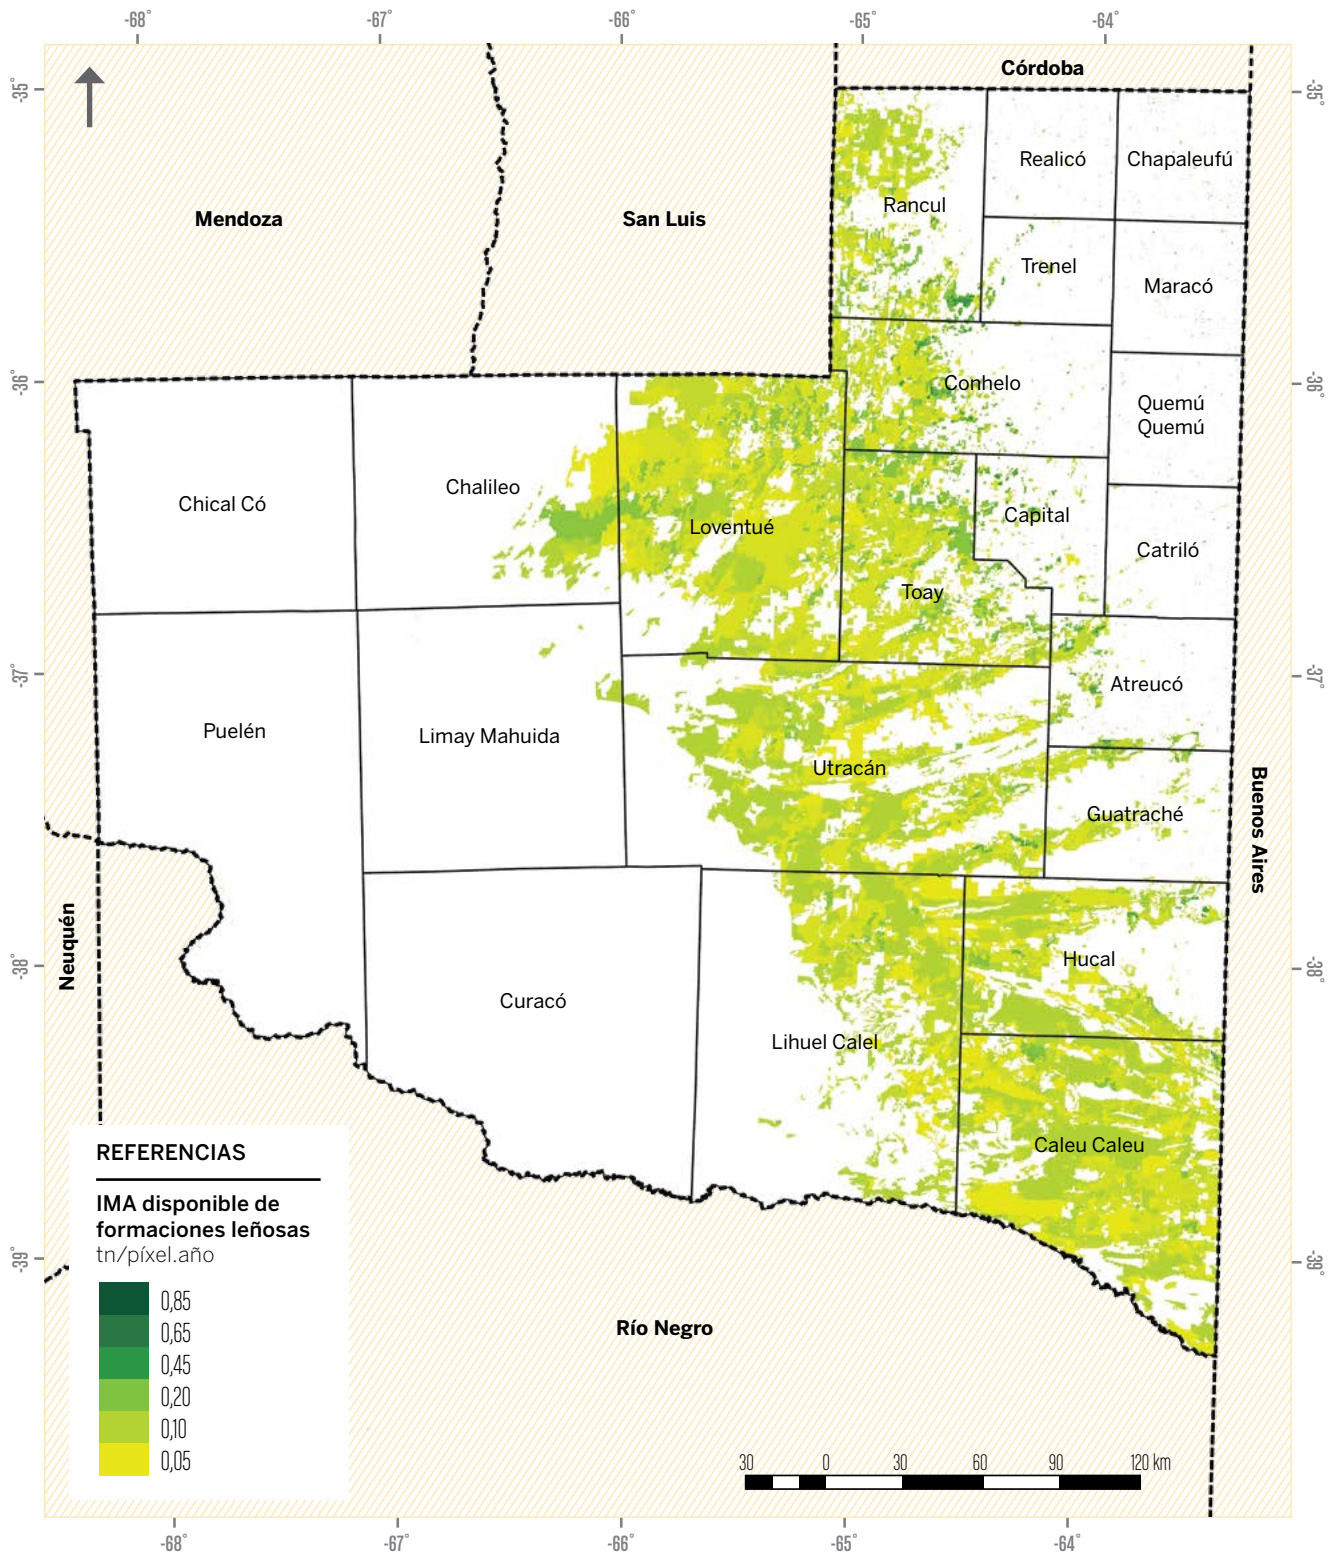 -68°
-67°
-66°
-65°
-64°
-35°
-35°
Córdoba
Mendoza
San Luis
Realicó
Chapaleufú
Rancul
Trenel
Maracó
-36°
-36°
Conhelo
Quemú
Quemú
Chical Có
Chalileo
Loventué
Capital
Catriló
Toay
-37°
-37°
Atreucó
Puelén
Limay Mahuida
Utracán
Guatraché
Buenos Aires
Neuquén
-38°
-38°
Hucal
Curacó
Lihuel Calel
Caleu Caleu
REFERENCIAS
IMA disponible de
formaciones leñosas
tn/píxel.año
0,85
0,65
0,45
0,20
0,10
0,05
-39°
-39°
Río Negro
30 0 30 60 90 120 km
-68°
-67°
-66°
-65°
-64°